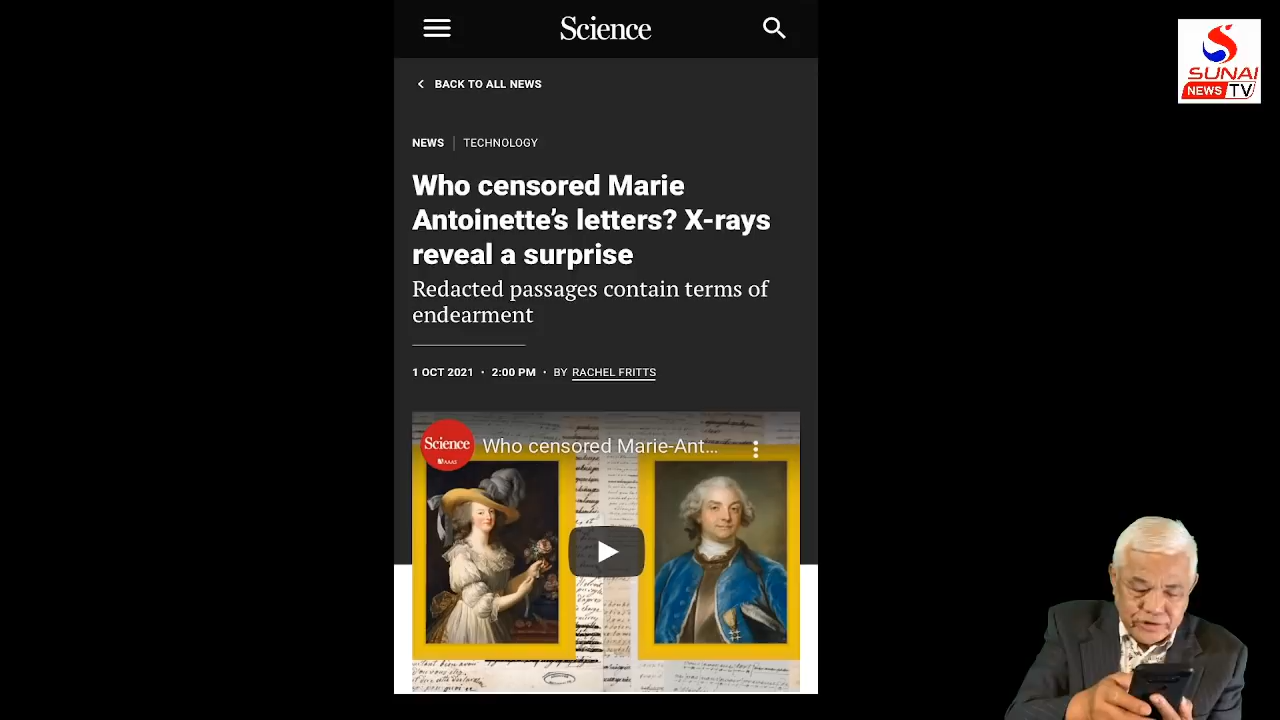 Science
BACK TO ALL NEWS
NEWS | TECHNOLOGY
Who censored Marie
Antoinette’s letters? X-rays
reveal a surprise
Redacted passages contain terms of
endearment
1 OCT 2021 · 2:00 PM · BY RACHEL FRITTS
Science
AAAS
Who censored Marie-Ant...
SUNAI
NEWS TV